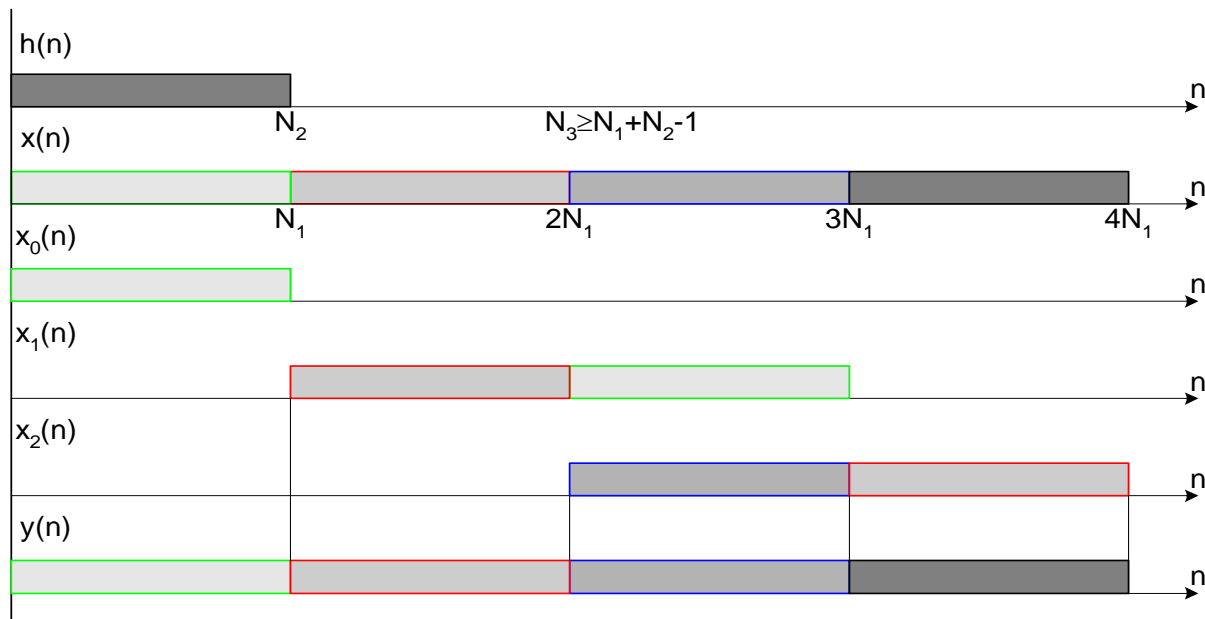 h(n)
n
N₂ N₃≥N₁+N₂-1
x(n)
n
N₁ 2N₁ 3N₁ 4N₁
x₀(n)
n
x₁(n)
n
x₂(n)
n
y(n)
n